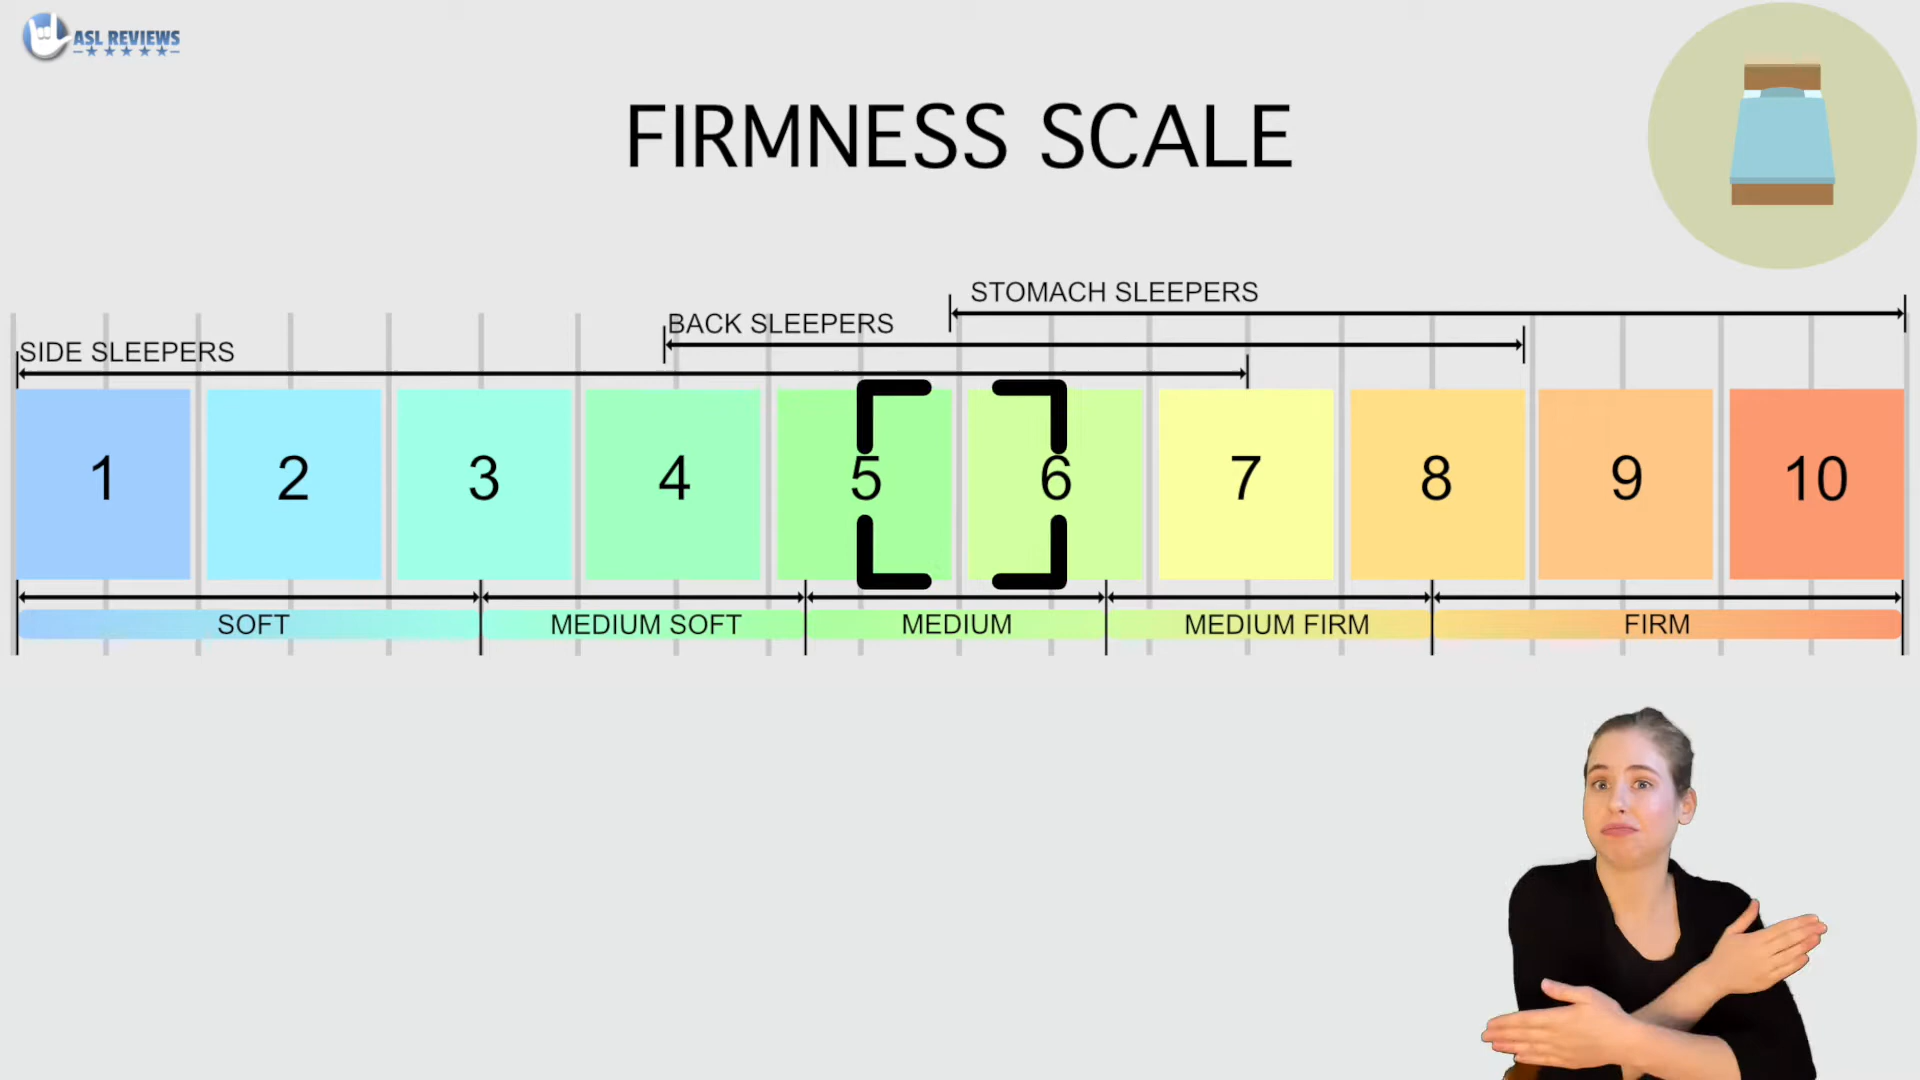 ASL REVIEWS
FIRMNESS SCALE
STOMACH SLEEPERS
BACK SLEEPERS
SIDE SLEEPERS
1 2 3 4 5 6 7 8 9 10
SOFT MEDIUM SOFT MEDIUM MEDIUM FIRM FIRM